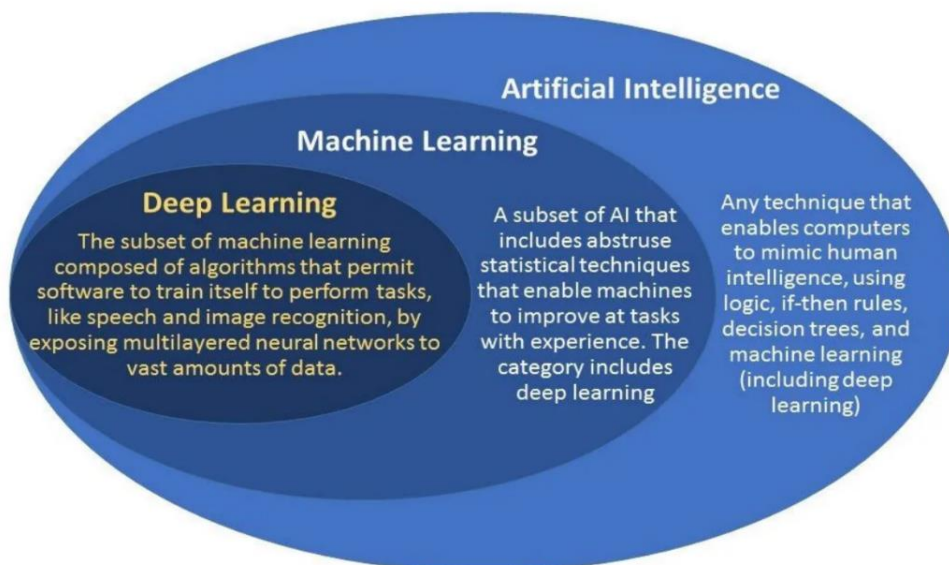 Artificial Intelligence
Machine Learning
Deep Learning
The subset of machine learning
composed of algorithms that permit
software to train itself to perform tasks,
like speech and image recognition, by
exposing multilayered neural networks to
vast amounts of data.
A subset of AI that
includes abstruse
statistical techniques
that enable machines
to improve at tasks
with experience. The
category includes
deep learning
Any technique that
enables computers
to mimic human
intelligence, using
logic, if-then rules,
decision trees, and
machine learning
(including deep
learning)